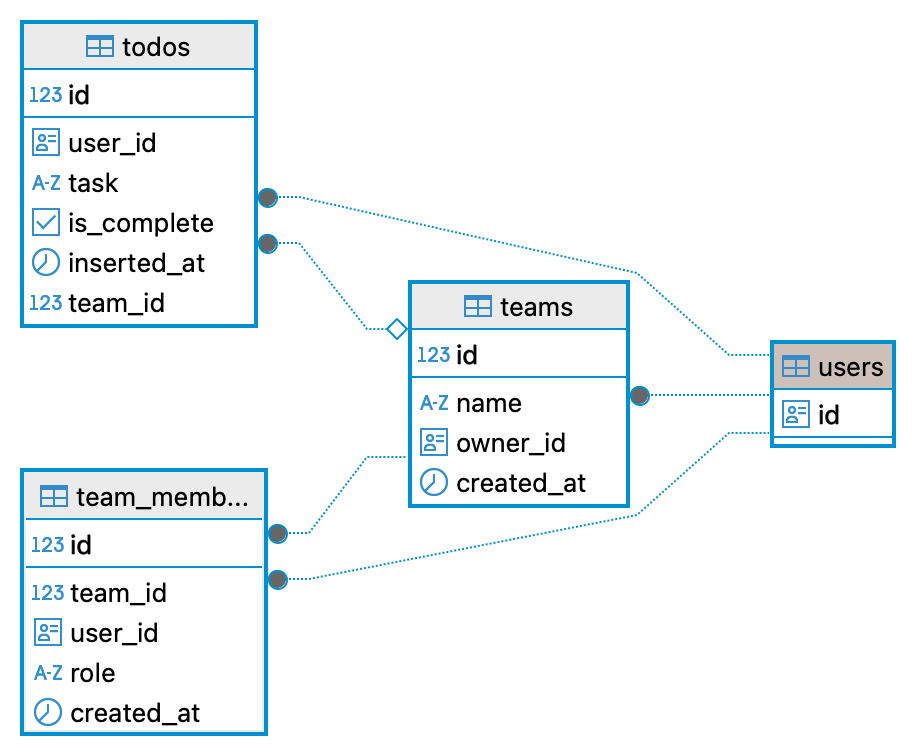 todos
123 id
user_id
A-Z task
is_complete
inserted_at
123 team_id
teams
123 id
A-Z name
owner_id
created_at
users
id
team_memb...
123 id
123 team_id
user_id
A-Z role
created_at